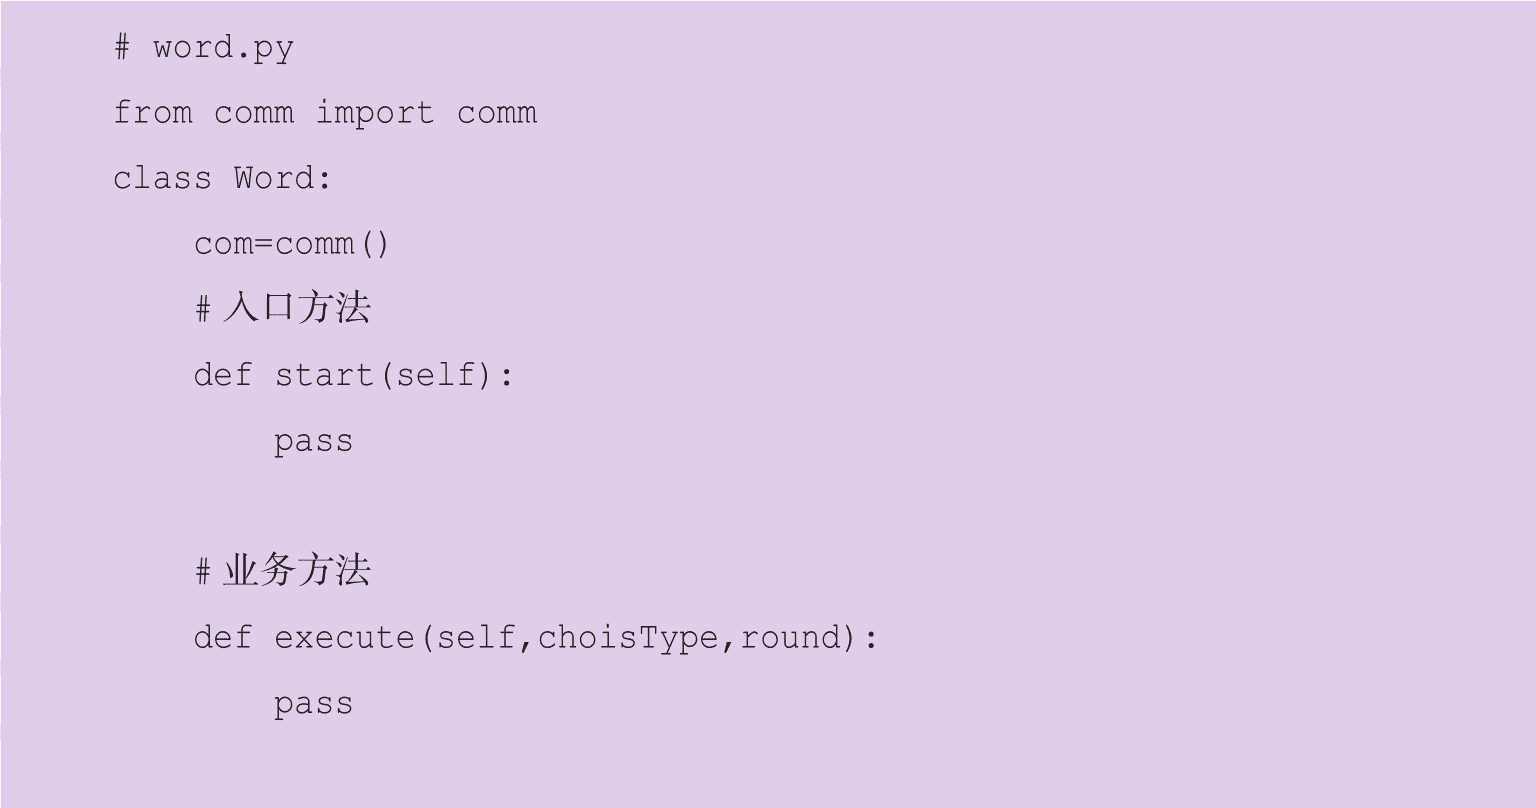 # word.py
from comm import comm
class Word:
    com=comm()
    # 入口方法
    def start(self):
        pass
    # 业务方法
    def execute(self,choisType,round):
        pass